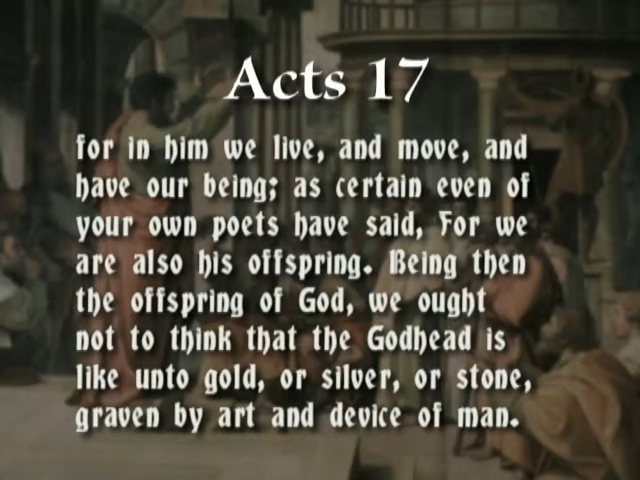 Acts 17
for in him we live, and move, and
have our being; as certain even of
your own poets have said, For we
are also his offspring. Being then
the offspring of God, we ought
not to think that the Godhead is
like unto gold, or silver, or stone,
graven by art and device of man.